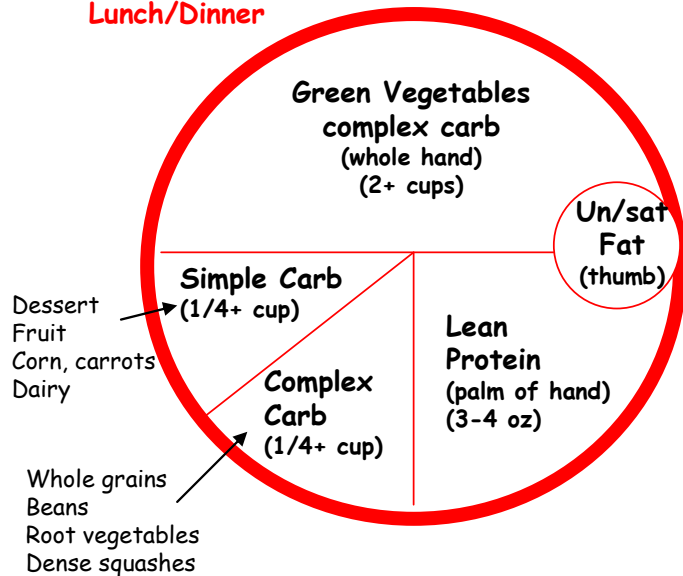 Lunch/Dinner
Green Vegetables
complex carb
(whole hand)
(2+ cups)
Un/sat
Fat
(thumb)
Simple Carb
(1/4+ cup)
Dessert
Fruit
Corn, carrots
Dairy
Lean
Protein
(palm of hand)
(3-4 oz)
Complex
Carb
(1/4+ cup)
Whole grains
Beans
Root vegetables
Dense squashes